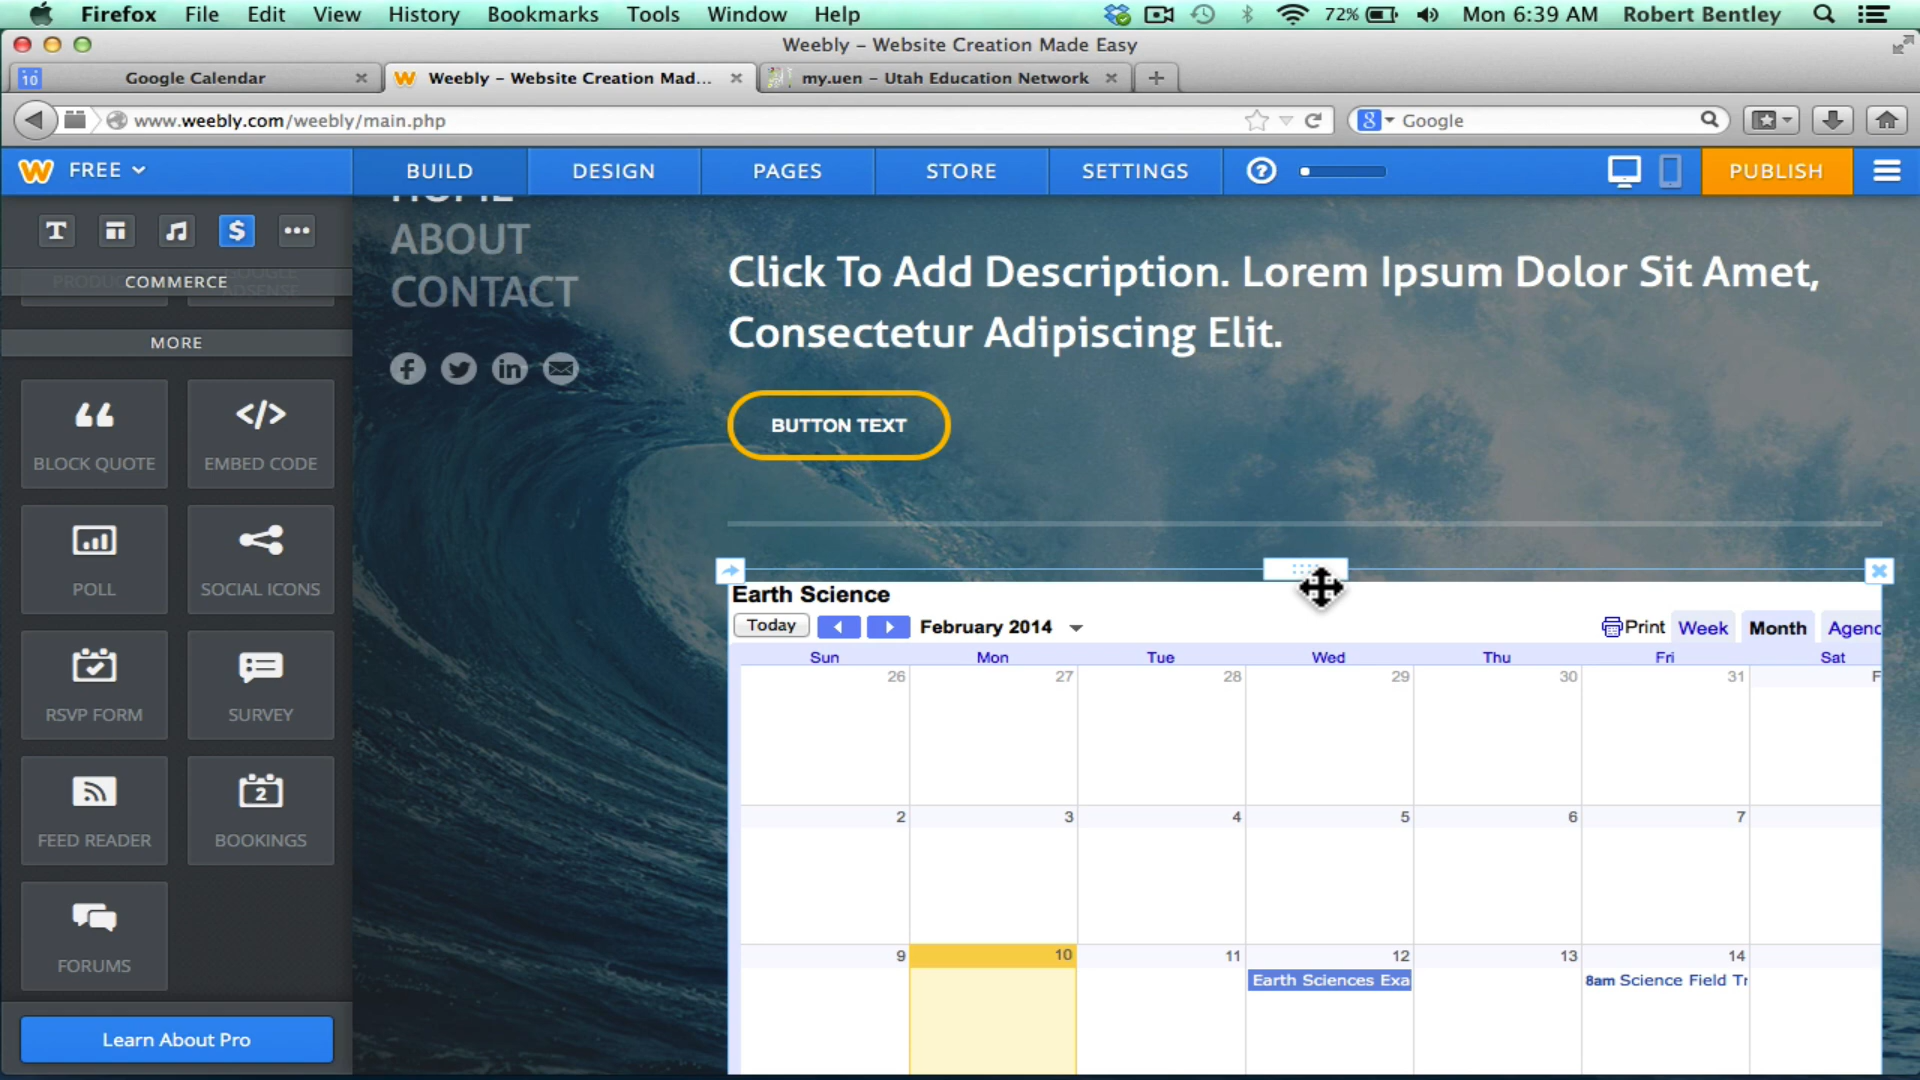 Firefox File Edit View History Bookmarks Tools Window Help 72% Mon 6:39 AM Robert Bentley
Weebly – Website Creation Made Easy
10 Google Calendar Weebly – Website Creation Mad... my.uen – Utah Education Network
www.weebly.com/weebly/main.php Google
FREE BUILD DESIGN PAGES STORE SETTINGS ? PUBLISH
HOME
ABOUT
CONTACT
COMMERCE
ADSENSE
MORE
BLOCK QUOTE EMBED CODE
POLL SOCIAL ICONS
RSVP FORM SURVEY
FEED READER BOOKINGS
FORUMS
Learn About Pro
Click To Add Description. Lorem Ipsum Dolor Sit Amet,
Consectetur Adipiscing Elit.
BUTTON TEXT
Earth Science
Today February 2014 Print Week Month Agenc
Sun Mon Tue Wed Thu Fri Sat
26 27 28 29 30 31 F
2 3 4 5 6 7
9 10 11 12 13 14
Earth Sciences Exa 8am Science Field Tr